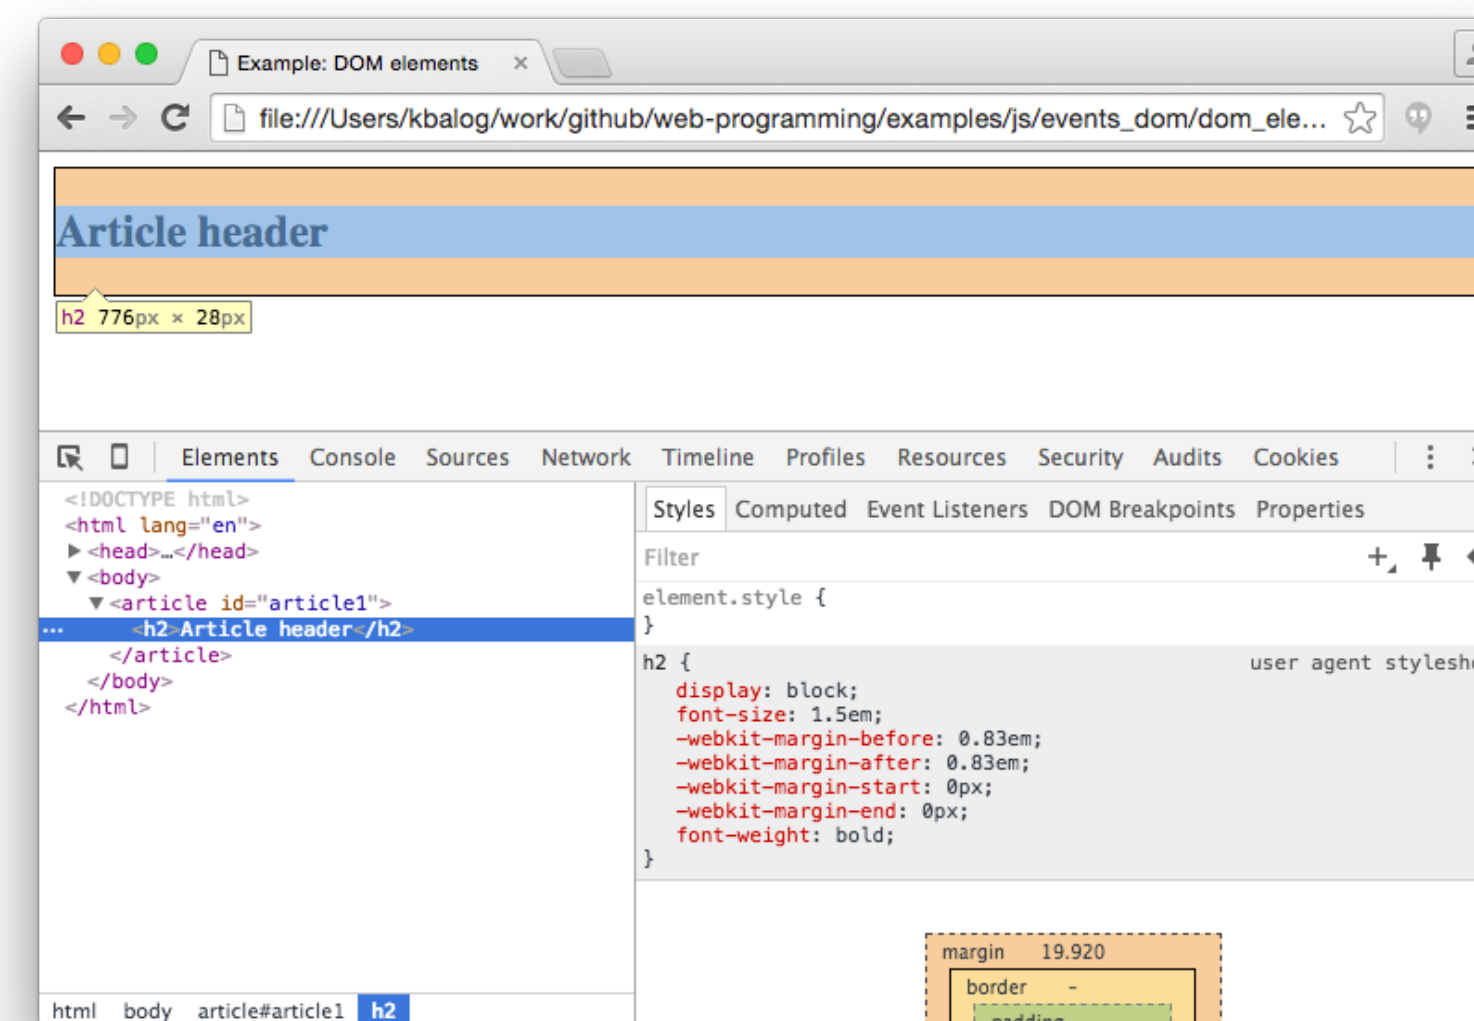 Example: DOM elements ×
file:///Users/kbalog/work/github/web-programming/examples/js/events_dom/dom_ele...
Article header
h2 776px × 28px
Elements Console Sources Network Timeline Profiles Resources Security Audits Cookies
<!DOCTYPE html>
<html lang="en">
▶<head>…</head>
▼<body>
▼<article id="article1">
... <h2>Article header</h2>
</article>
</body>
</html>
html body article#article1 h2
Styles Computed Event Listeners DOM Breakpoints Properties
Filter
element.style {
}
h2 { user agent stylesh
display: block;
font-size: 1.5em;
-webkit-margin-before: 0.83em;
-webkit-margin-after: 0.83em;
-webkit-margin-start: 0px;
-webkit-margin-end: 0px;
font-weight: bold;
}
margin 19.920
border -
padding